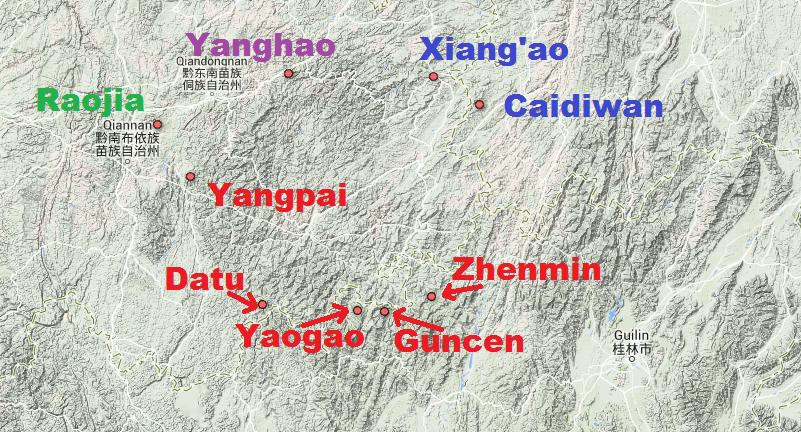 Yanghao
Xiang'ao
Qiandongnan
黔东南苗族
侗族自治州
Raojia
Caidiwan
Qiannan
黔南布依族
苗族自治州
Yangpai
Datu
Zhenmin
Yaogao
Guncen
Guilin
桂林市